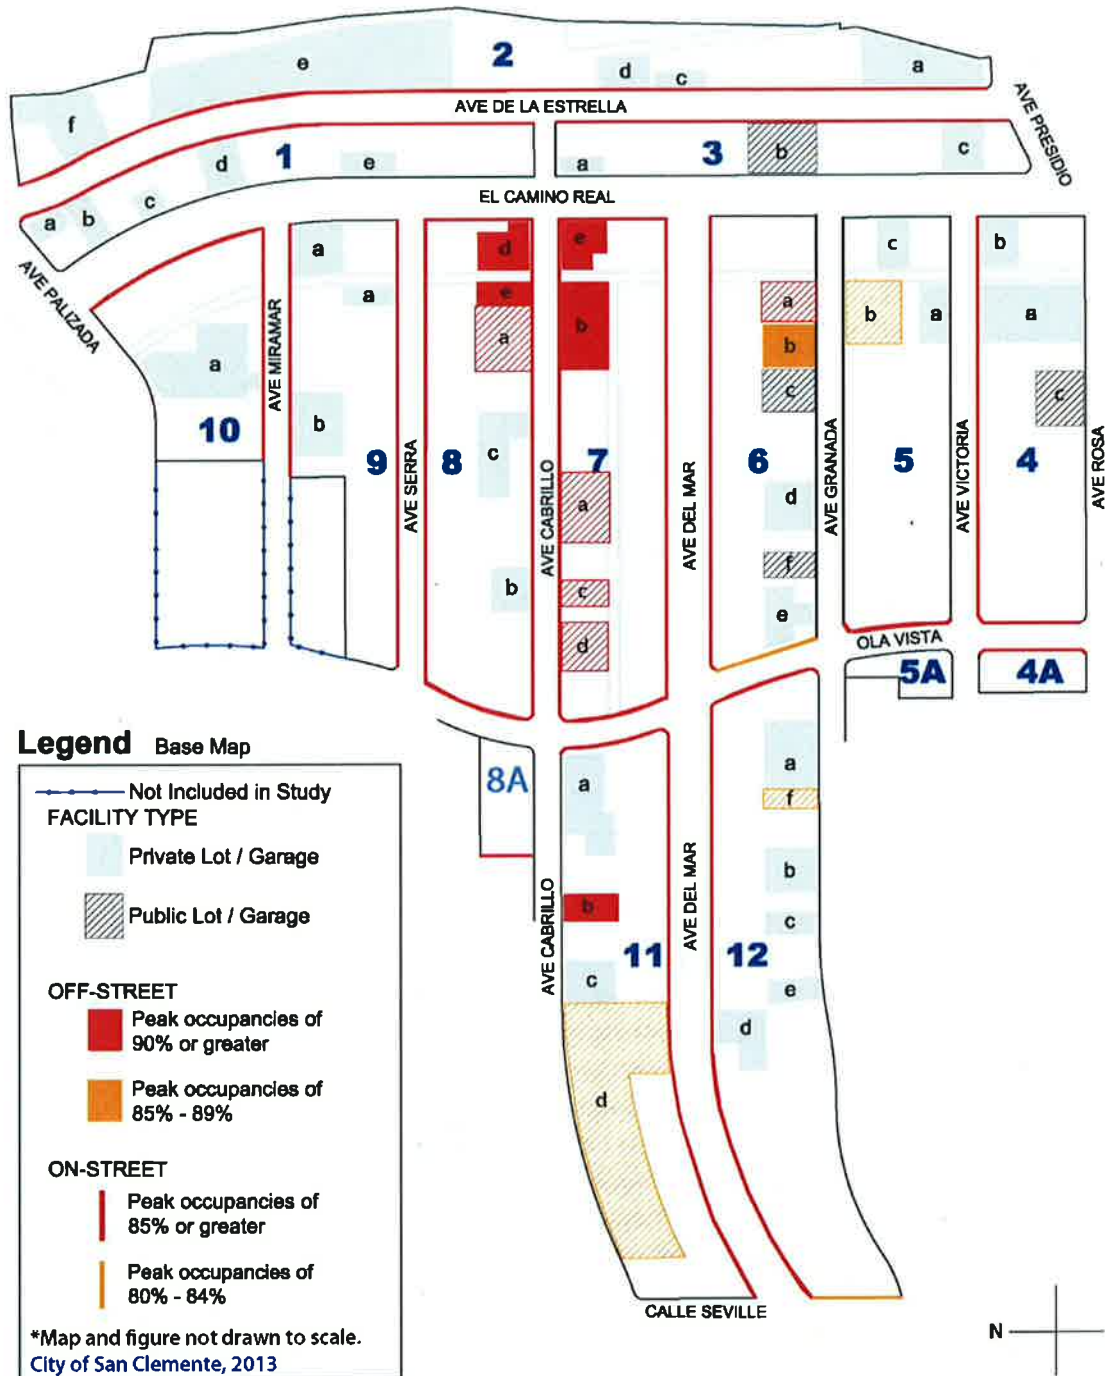 2
e
d
c
a
f
AVE DE LA ESTRELLA
AVE PRESIDIO
1
d
e
a
b
c
3
a
b
c
EL CAMINO REAL
AVE PALIZADA
10
a
AVE MIRAMAR
a
a
b
9
AVE SERRA
d
e
a
8
c
b
AVE CABRILLO
e
b
7
a
c
d
AVE DEL MAR
a
b
c
6
d
f
e
AVE GRANADA
c
b
a
5
AVE VICTORIA
b
a
c
4
AVE ROSA
OLA VISTA
5A
4A
8A
AVE CABRILLO
a
b
11
c
d
AVE DEL MAR
a
f
b
c
12
e
d
CALLE SEVILLE
N
Legend Base Map
Not Included in Study
FACILITY TYPE
Private Lot / Garage
Public Lot / Garage
OFF-STREET
Peak occupancies of
90% or greater
Peak occupancies of
85% - 89%
ON-STREET
Peak occupancies of
85% or greater
Peak occupancies of
80% - 84%
*Map and figure not drawn to scale.
City of San Clemente, 2013